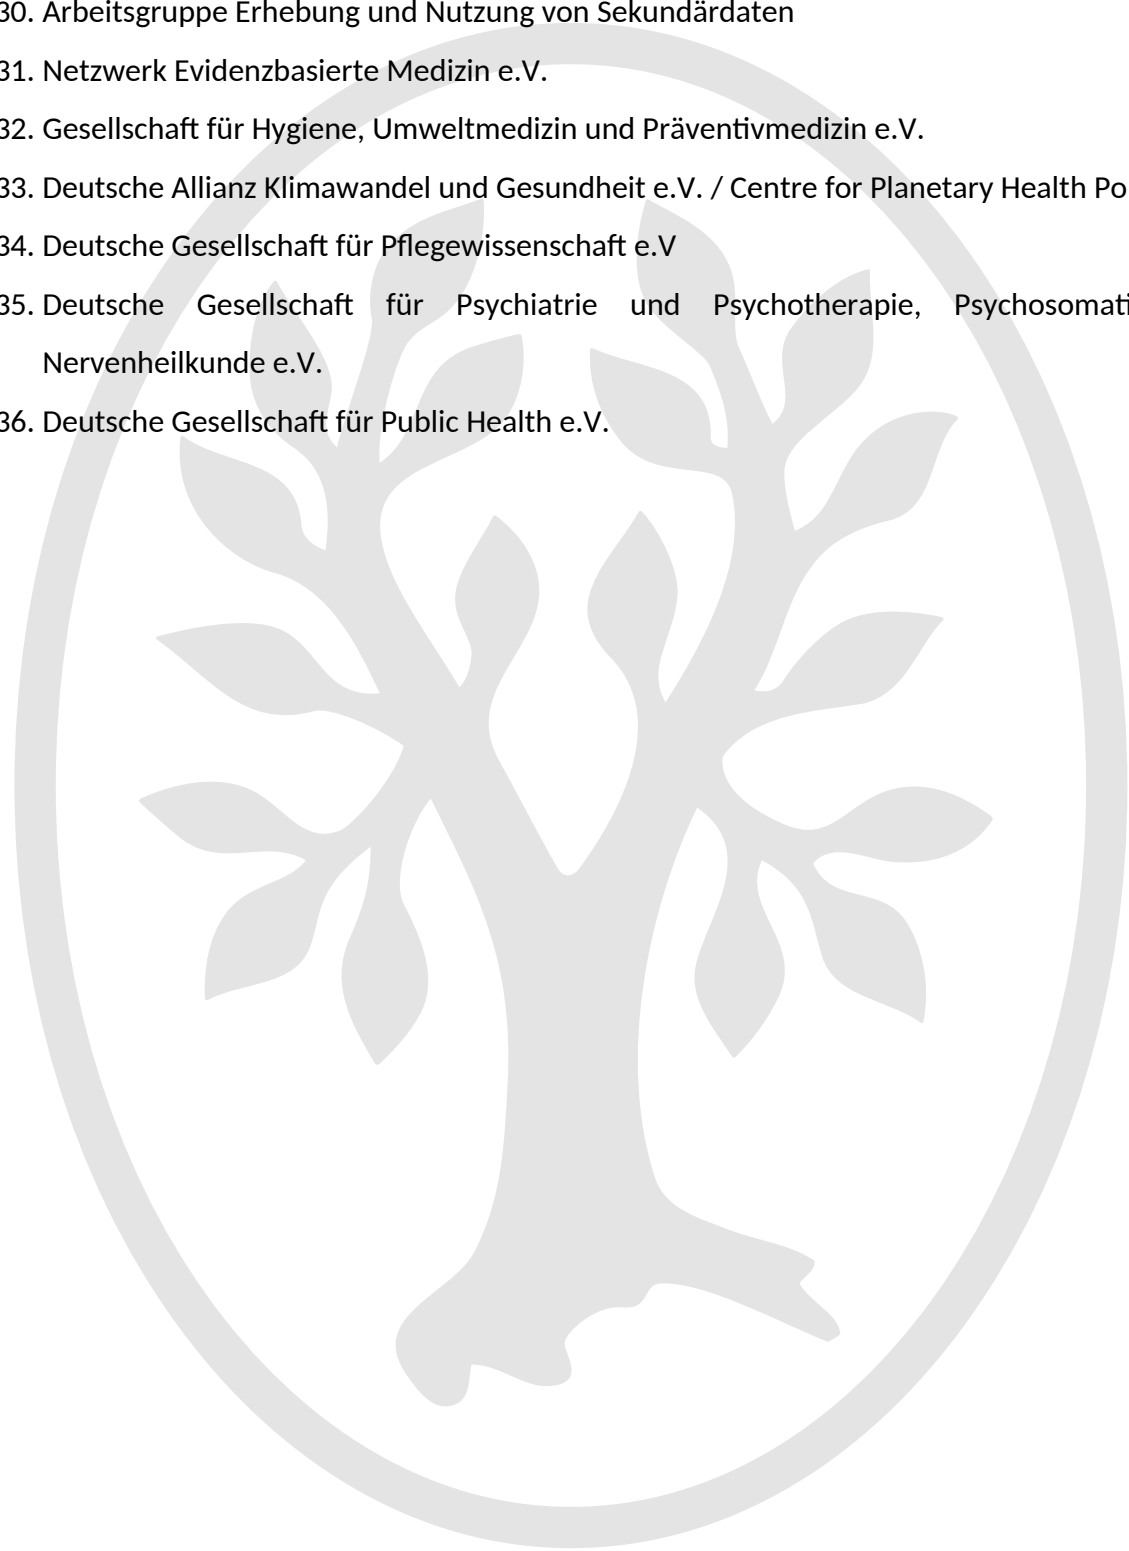 30. Arbeitsgruppe Erhebung und Nutzung von Sekundärdaten
31. Netzwerk Evidenzbasierte Medizin e.V.
32. Gesellschaft für Hygiene, Umweltmedizin und Präventivmedizin e.V.
33. Deutsche Allianz Klimawandel und Gesundheit e.V. / Centre for Planetary Health Po
34. Deutsche Gesellschaft für Pflegewissenschaft e.V
35. Deutsche Gesellschaft für Psychiatrie und Psychotherapie, Psychosomati
Nervenheilkunde e.V.
36. Deutsche Gesellschaft für Public Health e.V.